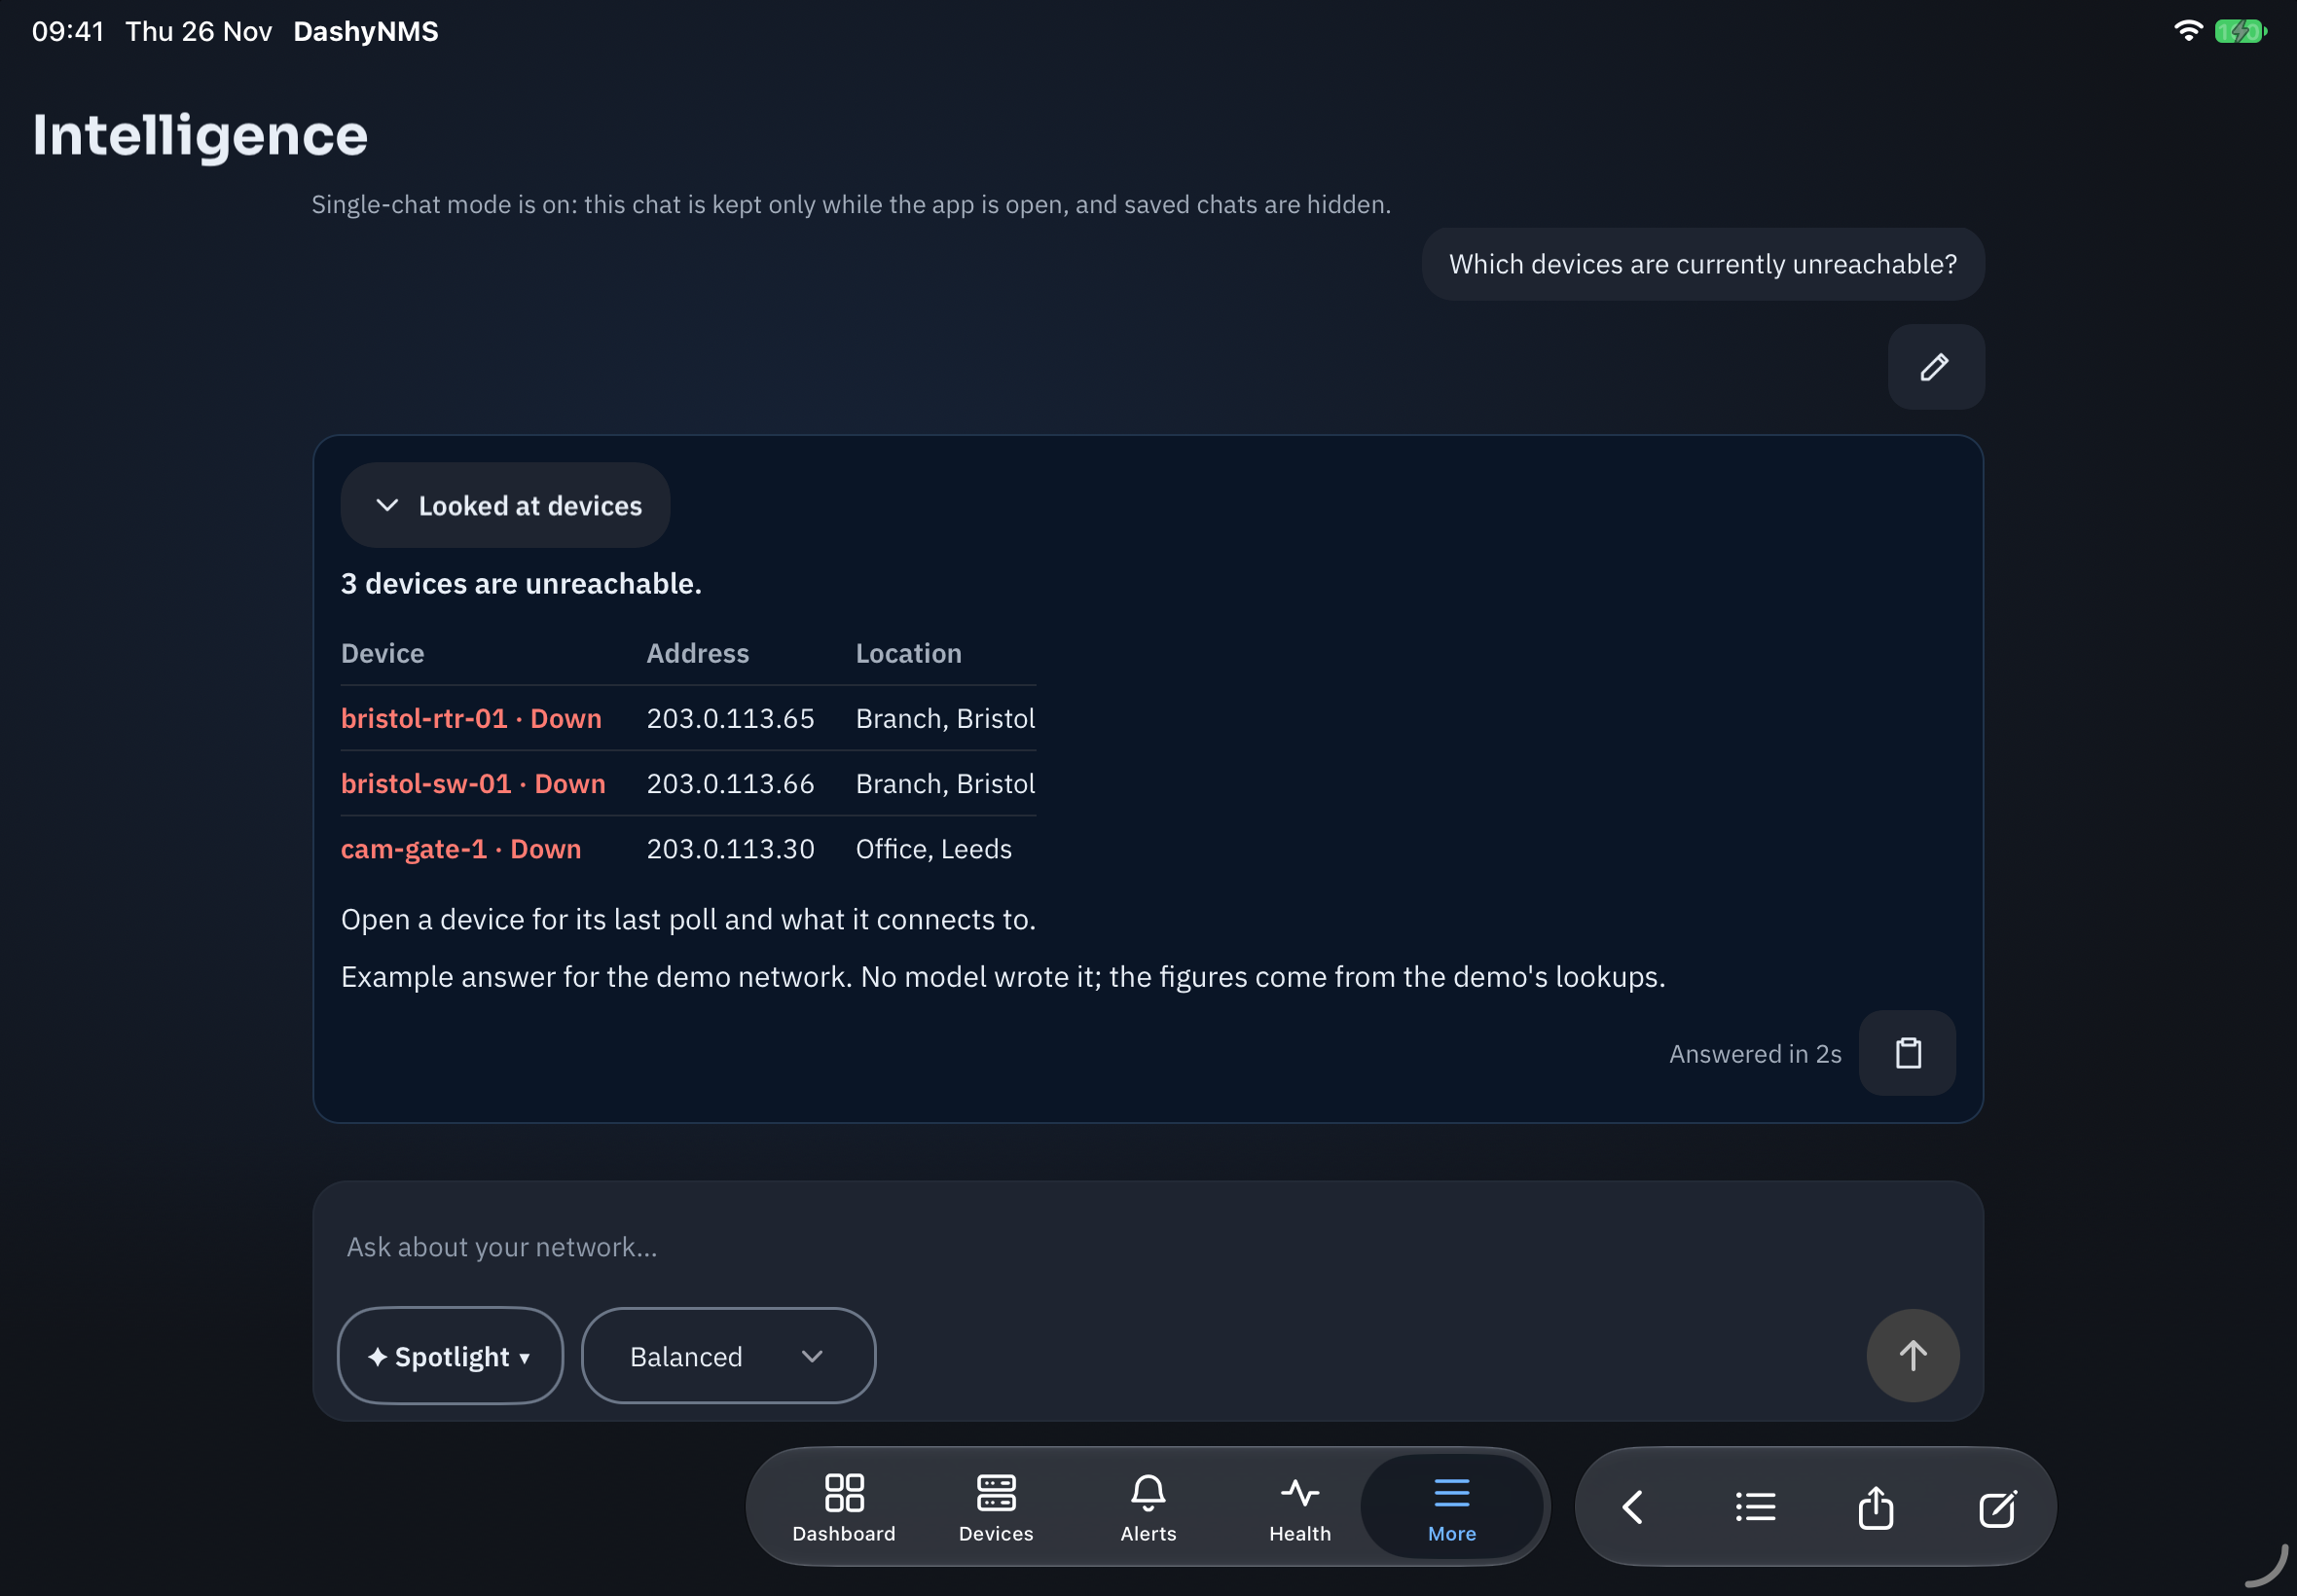 09:41 Thu 26 Nov DashyNMS
Intelligence
Single-chat mode is on: this chat is kept only while the app is open, and saved chats are hidden.
Which devices are currently unreachable?
Looked at devices
3 devices are unreachable.
Device Address Location
bristol-rtr-01 · Down 203.0.113.65 Branch, Bristol
bristol-sw-01 · Down 203.0.113.66 Branch, Bristol
cam-gate-1 · Down 203.0.113.30 Office, Leeds
Open a device for its last poll and what it connects to.
Example answer for the demo network. No model wrote it; the figures come from the demo's lookups.
Answered in 2s
Ask about your network...
✦ Spotlight ▾ Balanced
Dashboard Devices Alerts Health More